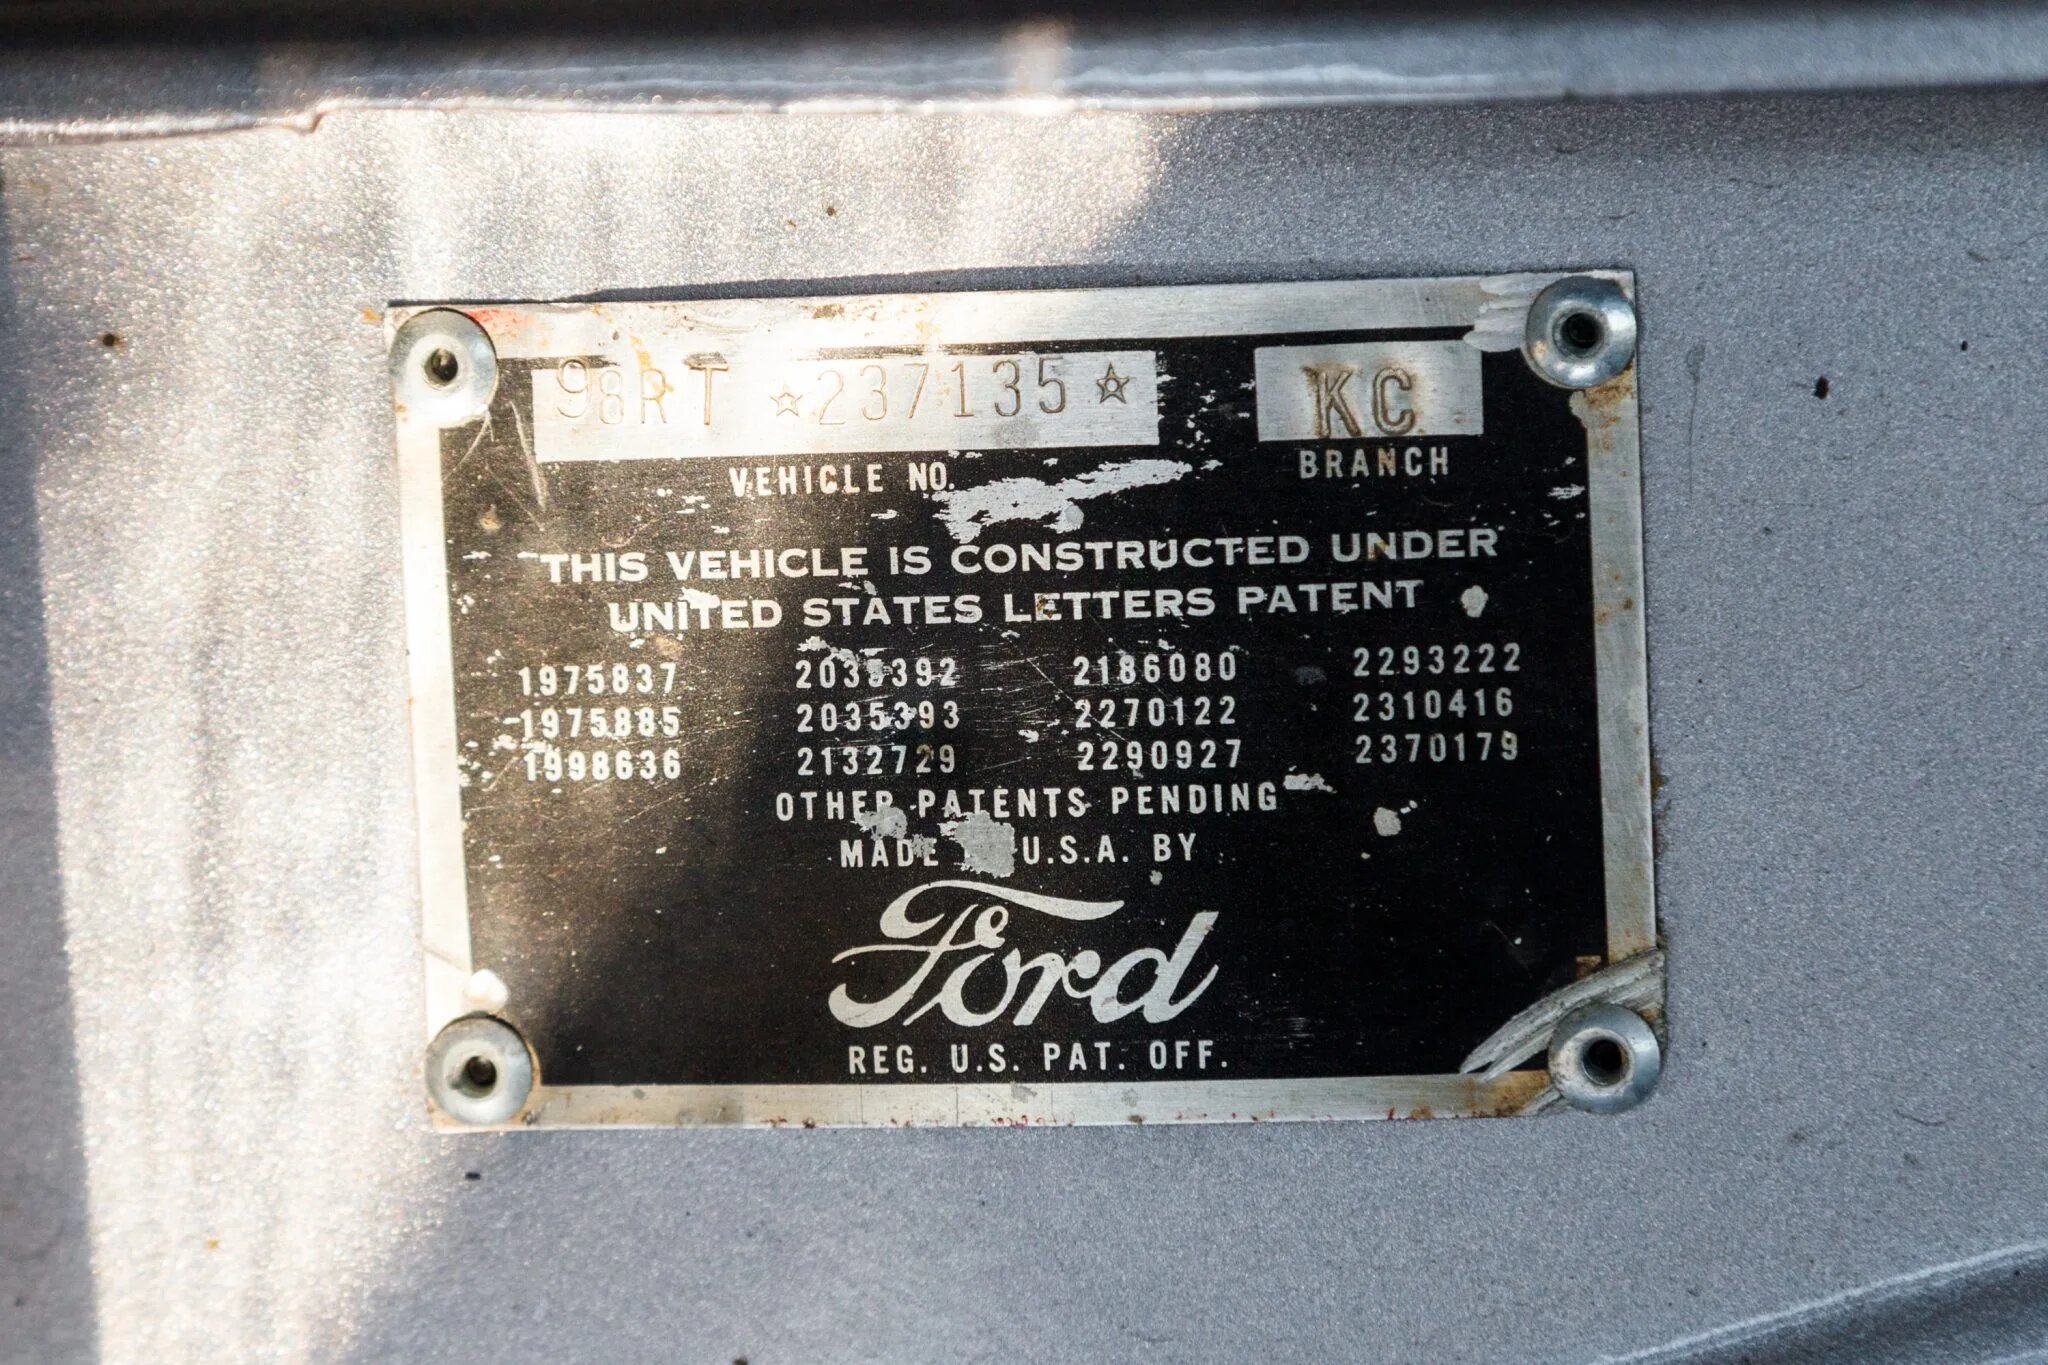 98RT ☆237135☆ KC
VEHICLE NO. BRANCH
THIS VEHICLE IS CONSTRUCTED UNDER
UNITED STATES LETTERS PATENT
1975837 2035392 2186080 2293222
1975885 2035393 2270122 2310416
1998636 2132729 2290927 2370179
OTHER PATENTS PENDING
MADE U.S.A. BY
Ford
REG. U.S. PAT. OFF.